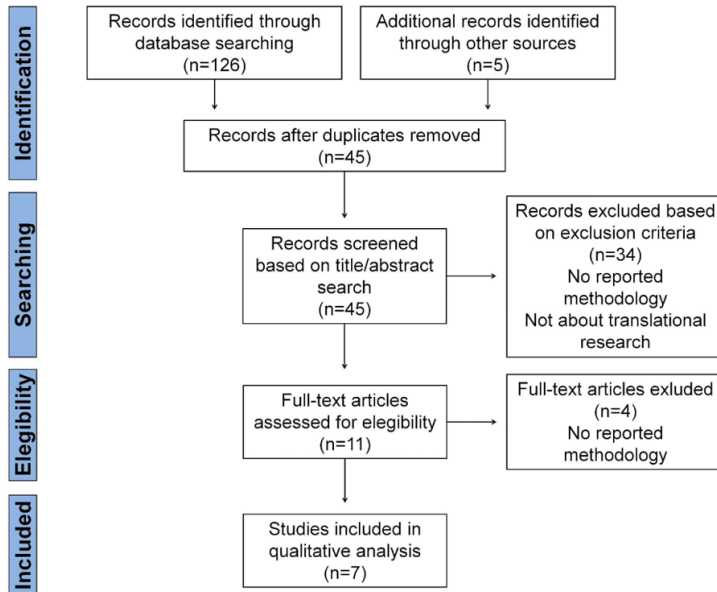 Identification
Records identified through
database searching
(n=126)
Additional records identified
through other sources
(n=5)
Records after duplicates removed
(n=45)
Searching
Records screened
based on title/abstract
search
(n=45)
Records excluded based
on exclusion criteria
(n=34)
No reported
methodology
Not about translational
research
Elegibility
Full-text articles
assessed for elegibility
(n=11)
Full-text articles exluded
(n=4)
No reported
methodology
Included
Studies included in
qualitative analysis
(n=7)